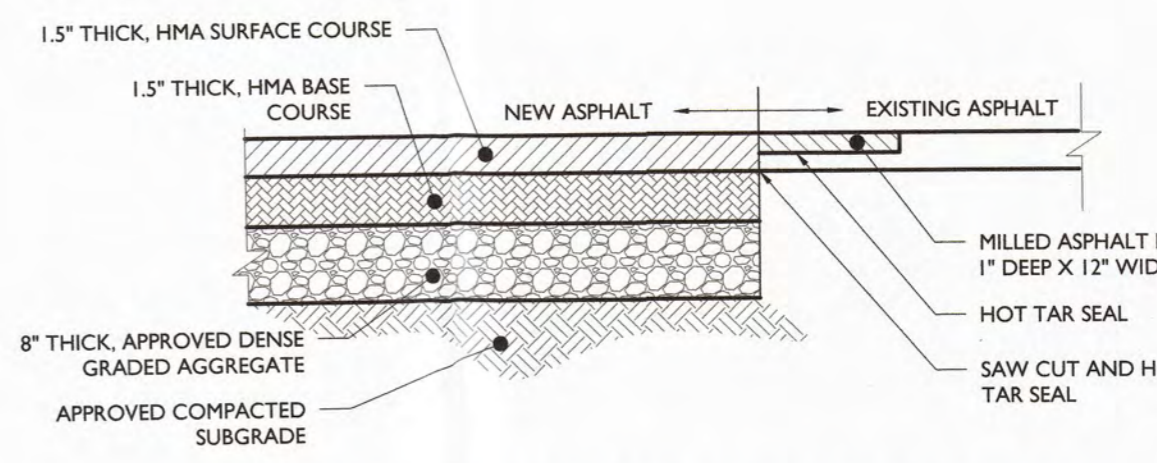 1.5" THICK, HMA SURFACE COURSE
1.5" THICK, HMA BASE
COURSE
NEW ASPHALT
EXISTING ASPHALT
MILLED ASPHALT
1" DEEP X 12"
HOT TAR SEAL
SAW CUT AND
TAR SEAL
8" THICK, APPROVED DENSE
GRADED AGGREGATE
APPROVED COMPACTED
SUBGRADE